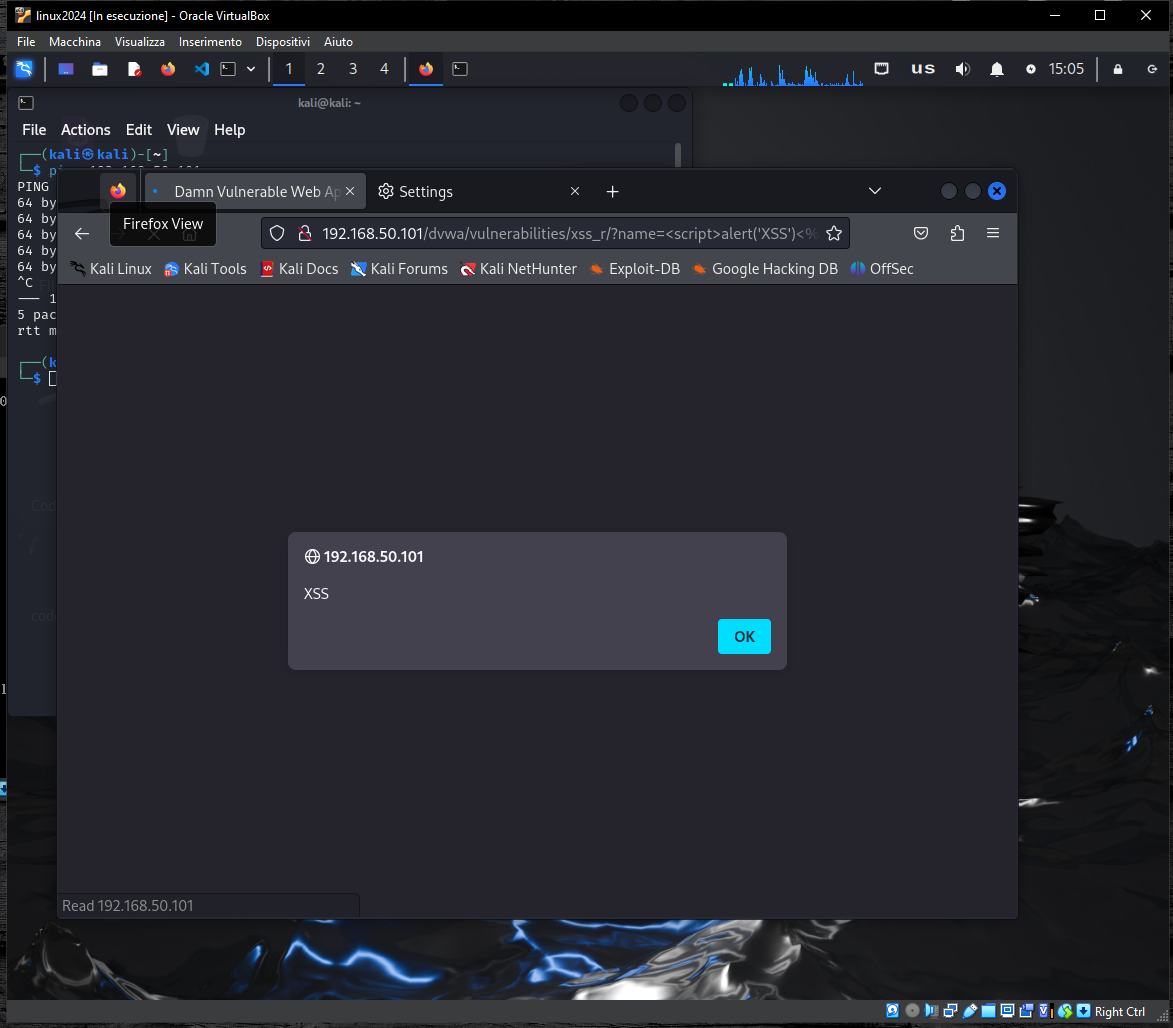 linux2024 [In esecuzione] - Oracle VirtualBox
File Macchina Visualizza Inserimento Dispositivi Aiuto
1 2 3 4 us 15:05
kali@kali: ~
File Actions Edit View Help
(kali㉿kali)-[~]
$
PING
Damn Vulnerable Web Ap Settings
64 by
64 by
Firefox View
64 by
192.168.50.101/dvwa/vulnerabilities/xss_r/?name=<script>alert('XSS')<%
64 by
64 by
Kali Linux Kali Tools Kali Docs Kali Forums Kali NetHunter Exploit-DB Google Hacking DB OffSec
^C
— 1
5 pac
rtt m
(k
$
192.168.50.101
XSS
OK
Read 192.168.50.101
Right Ctrl